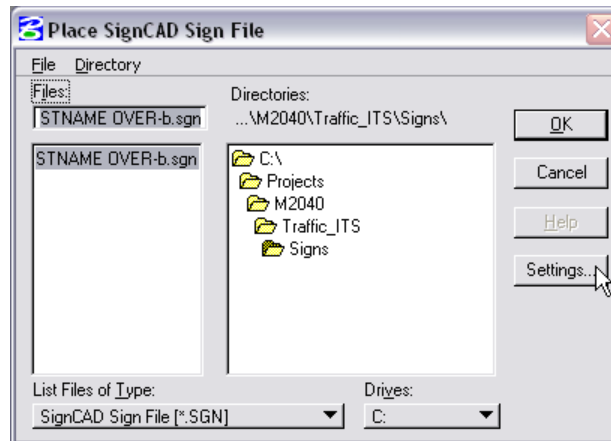 Place SignCAD Sign File
File Directory
Files:
STNAME OVER-b.sgn
STNAME OVER-b.sgn
Directories:
...\M2040\Traffic_ITS\Signs\
C:\
Projects
M2040
Traffic_ITS
Signs
OK
Cancel
Help
Settings...
List Files of Type:
SignCAD Sign File [*.SGN]
Drives:
C: